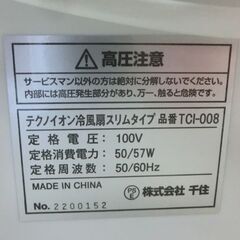 高圧注意
サービスマン以外の方は絶対に分解しないでください。
内部には高圧発生部分があり、万一、触ると危険です。
テクノイオン冷風扇スリムタイプ 品番 TCI-008
定格電圧： 100V
定格消費電力： 50/57W
定格周波数： 50/60Hz
MADE IN CHINA
PS E
株式会社 千住
No. 2200152